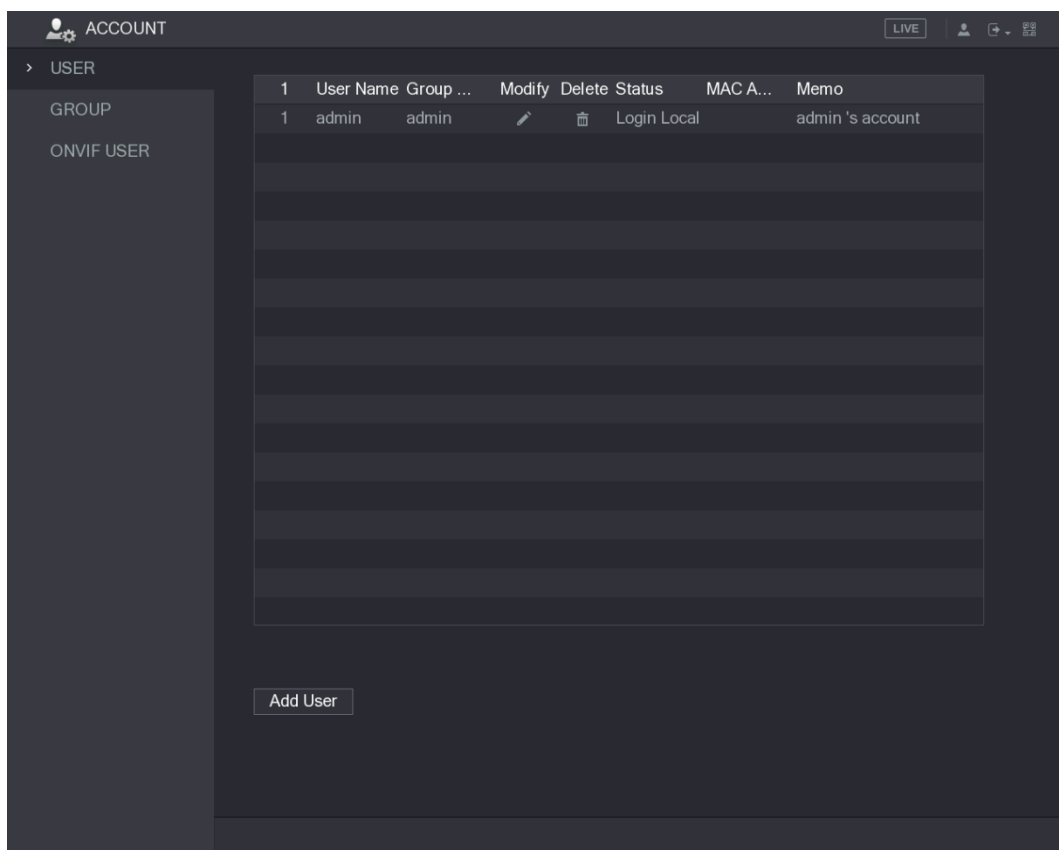 ACCOUNT
LIVE
USER
GROUP
ONVIF USER
1 User Name Group ... Modify Delete Status MAC A... Memo
1 admin admin Login Local admin 's account
Add User